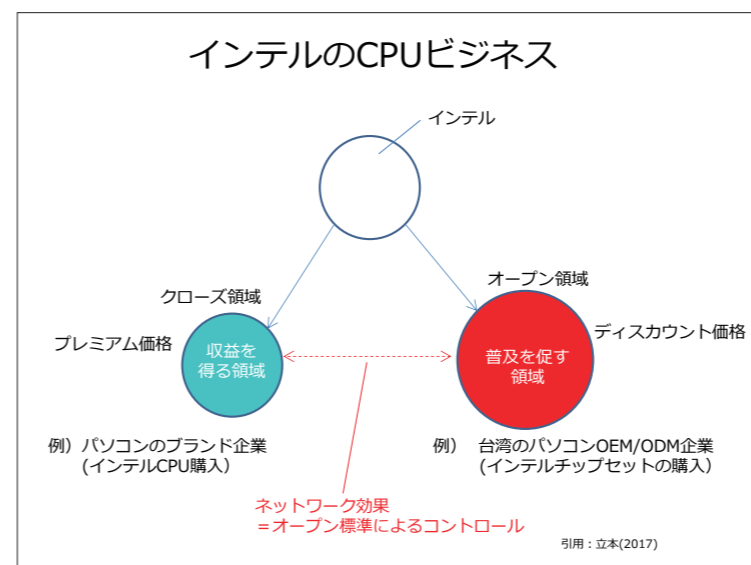 インテルのCPUビジネス
インテル
クローズ領域
オープン領域
プレミアム価格
ディスカウント価格
収益を
得る領域
普及を促す
領域
例）パソコンのブランド企業
(インテルCPU購入）
例）　台湾のパソコンOEM/ODM企業
(インテルチップセットの購入）
ネットワーク効果
＝オープン標準によるコントロール
引用：立本(2017)